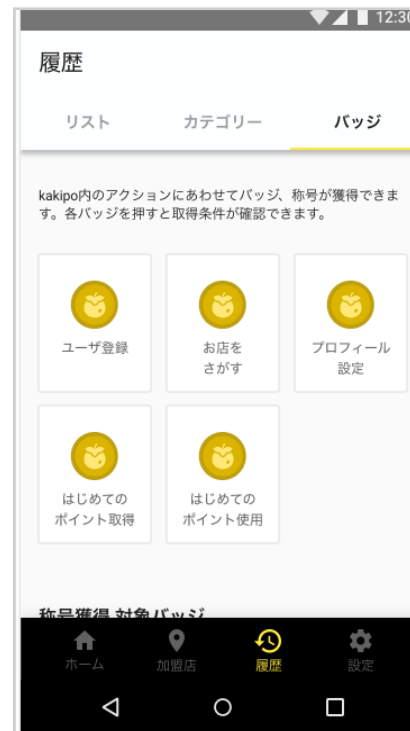 12:30
履歴
リスト カテゴリー バッジ
kakipo内のアクションにあわせてバッジ、称号が獲得できま
す。各バッジを押すと取得条件が確認できます。
ユーザ登録 お店を プロフィール
さがす 設定
はじめての はじめての
ポイント取得 ポイント使用
称号獲得 対象バッジ
ホーム 加盟店 履歴 設定